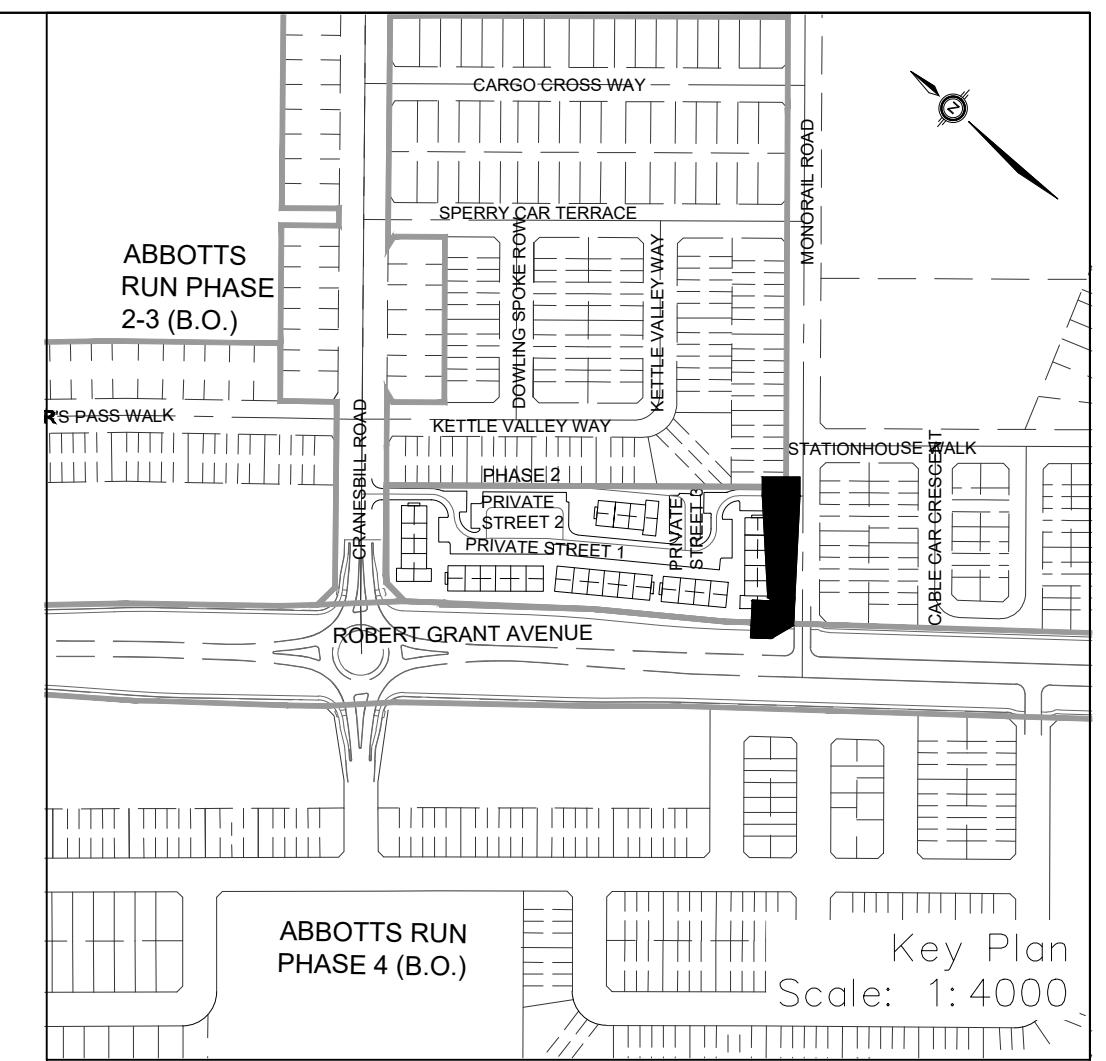 CARGO CROSS WAY
N
MONORAIL ROAD
SPERRY CAR TERRACE
DOWLING SPOKE ROW
KETTLE VALLEY WAY
ABBOTTS
RUN PHASE
2-3 (B.O.)
R'S PASS WALK
CRANESBILL ROAD
KETTLE VALLEY WAY
STATIONHOUSE WALK
CABLE CAR CRESCENT
PHASE 2
PRIVATE
STREET 2
PRIVATE STREET 1
PRIVATE
STREET 3
ROBERT GRANT AVENUE
ABBOTTS RUN
PHASE 4 (B.O.)
Key Plan
Scale: 1:4000